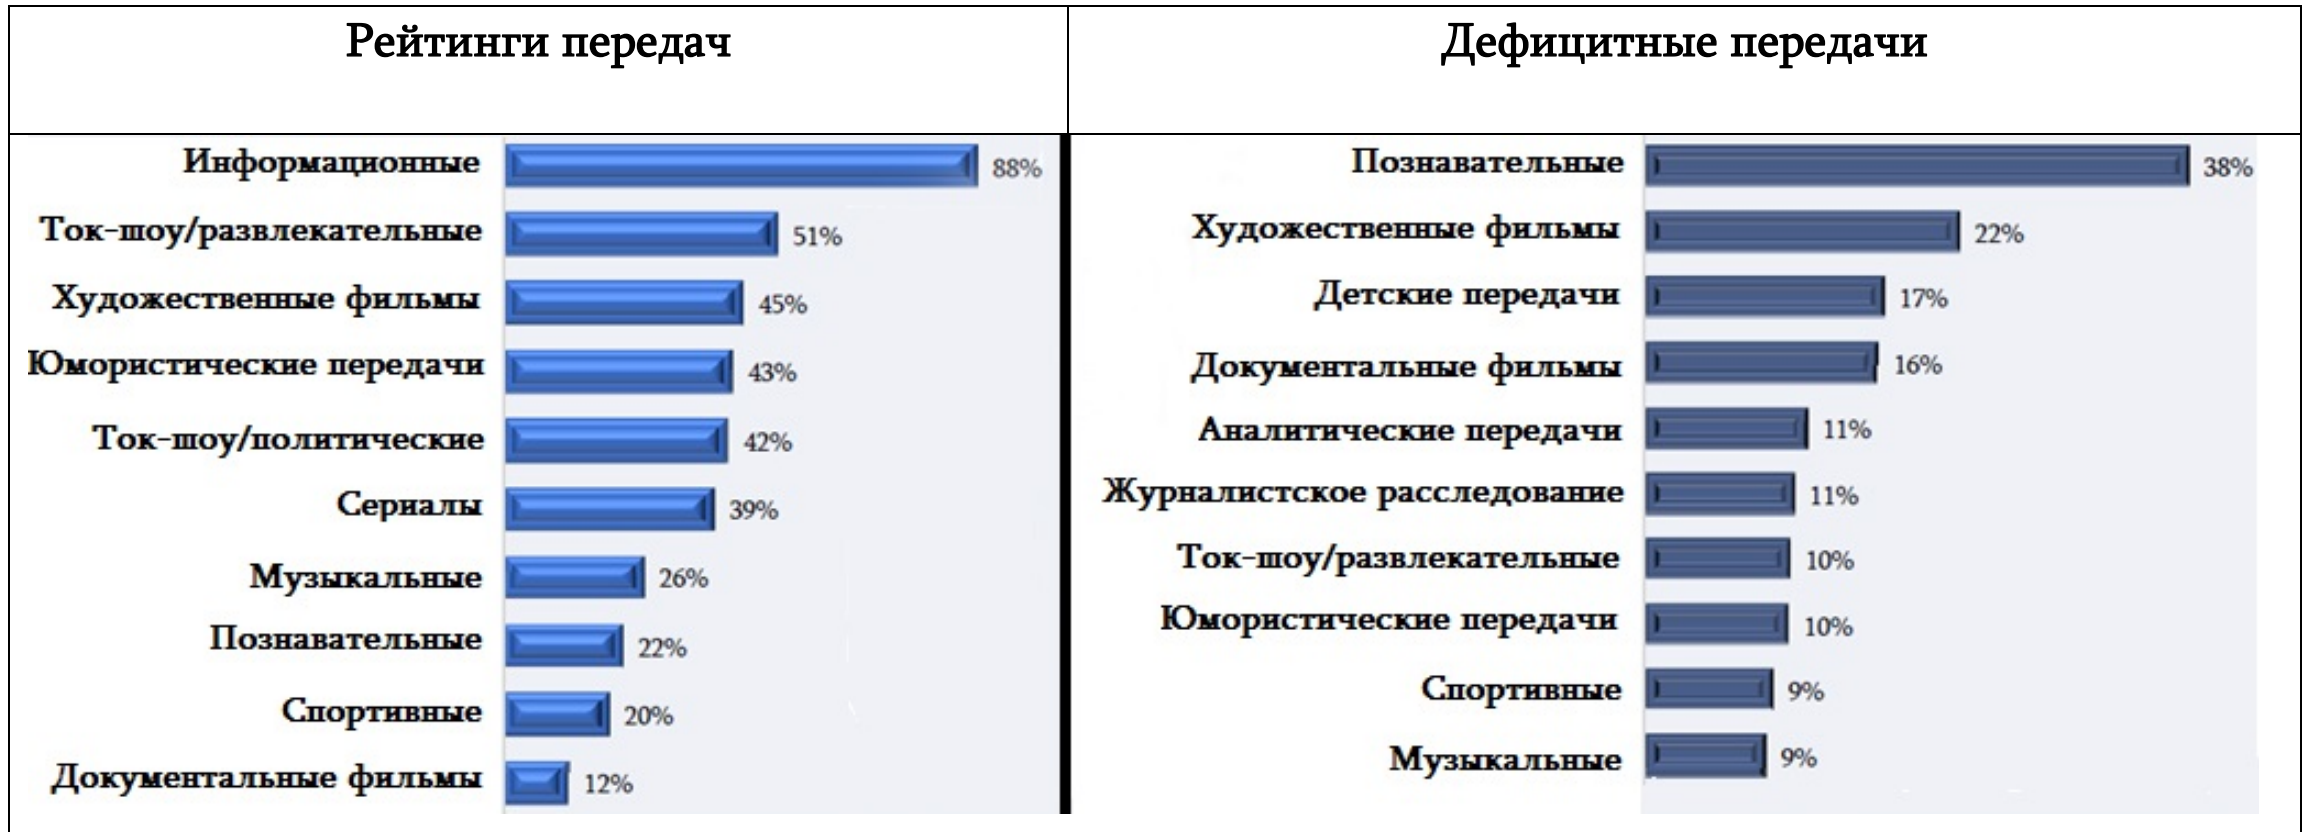 Рейтинги передач
Дефицитные передачи
Информационные 88%
Ток-шоу/развлекательные 51%
Художественные фильмы 45%
Юмористические передачи 43%
Ток-шоу/политические 42%
Сериалы 39%
Музыкальные 26%
Познавательные 22%
Спортивные 20%
Документальные фильмы 12%
Познавательные 38%
Художественные фильмы 22%
Детские передачи 17%
Документальные фильмы 16%
Аналитические передачи 11%
Журналистское расследование 11%
Ток-шоу/развлекательные 10%
Юмористические передачи 10%
Спортивные 9%
Музыкальные 9%